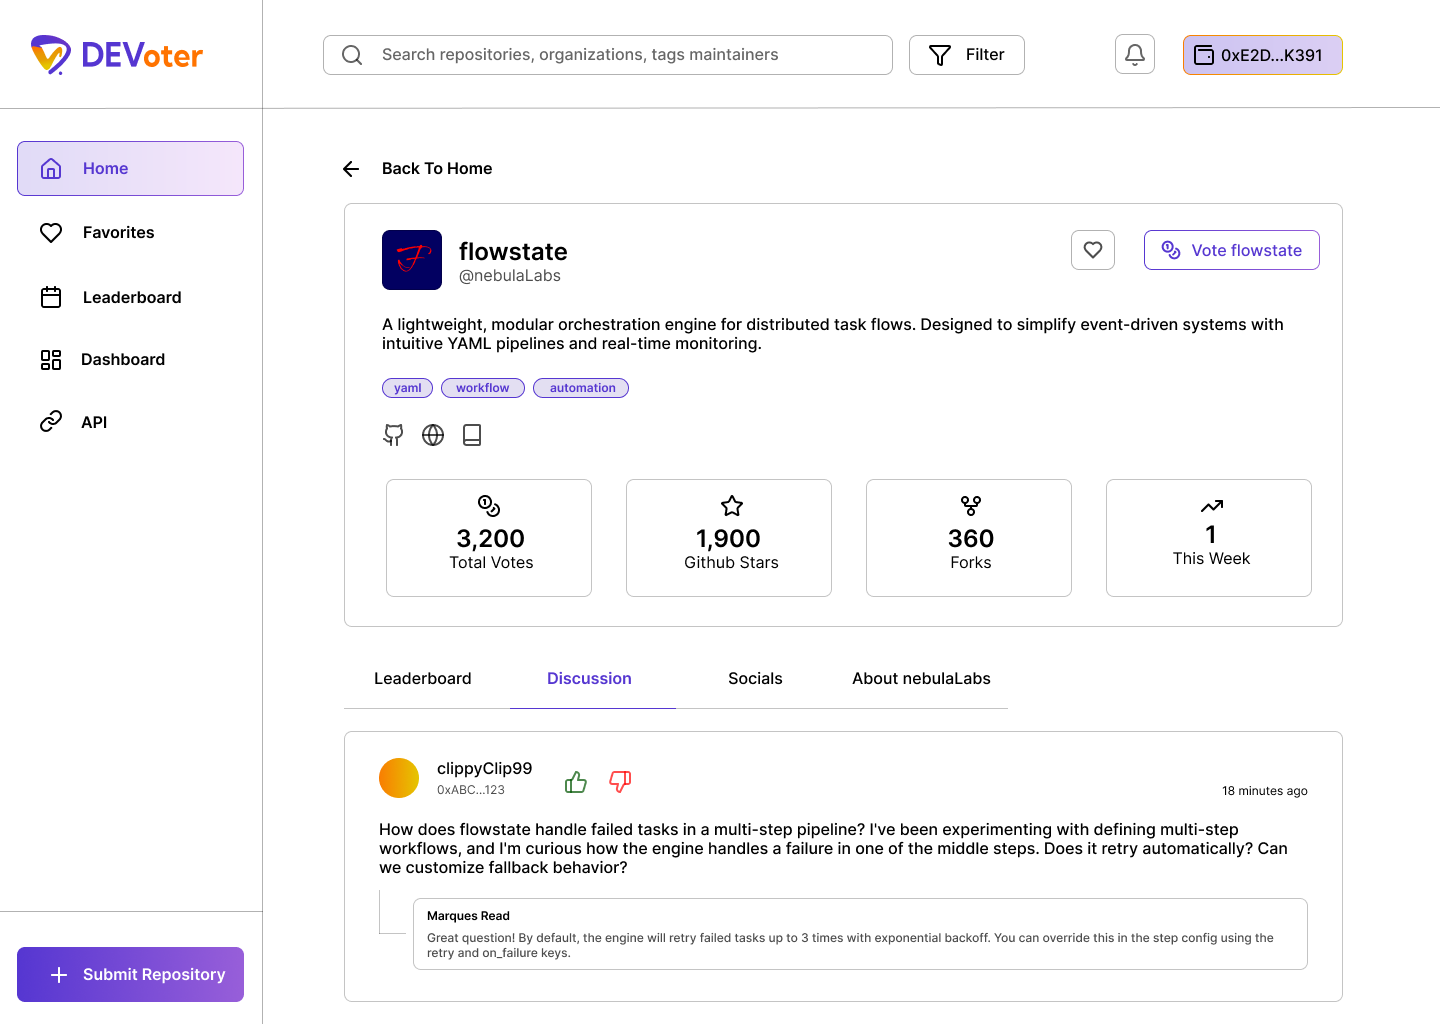 DEVoter
Search repositories, organizations, tags maintainers
Filter
0xE2D...K391
Home
Favorites
Leaderboard
Dashboard
API
Submit Repository
Back To Home
flowstate
@nebulaLabs
Vote flowstate
A lightweight, modular orchestration engine for distributed task flows. Designed to simplify event-driven systems with
intuitive YAML pipelines and real-time monitoring.
yaml
workflow
automation
3,200
Total Votes
1,900
Github Stars
360
Forks
1
This Week
Leaderboard
Discussion
Socials
About nebulaLabs
clippyClip99
0xABC...123
18 minutes ago
How does flowstate handle failed tasks in a multi-step pipeline? I've been experimenting with defining multi-step
workflows, and I'm curious how the engine handles a failure in one of the middle steps. Does it retry automatically? Can
we customize fallback behavior?
Marques Read
Great question! By default, the engine will retry failed tasks up to 3 times with exponential backoff. You can override this in the step config using the
retry and on_failure keys.